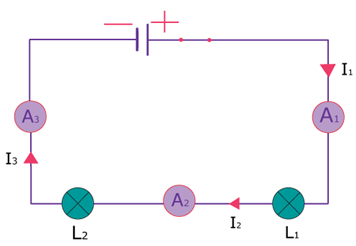 − +
I₁
A₃ A₁
I₃
A₂
L₂ I₂ L₁